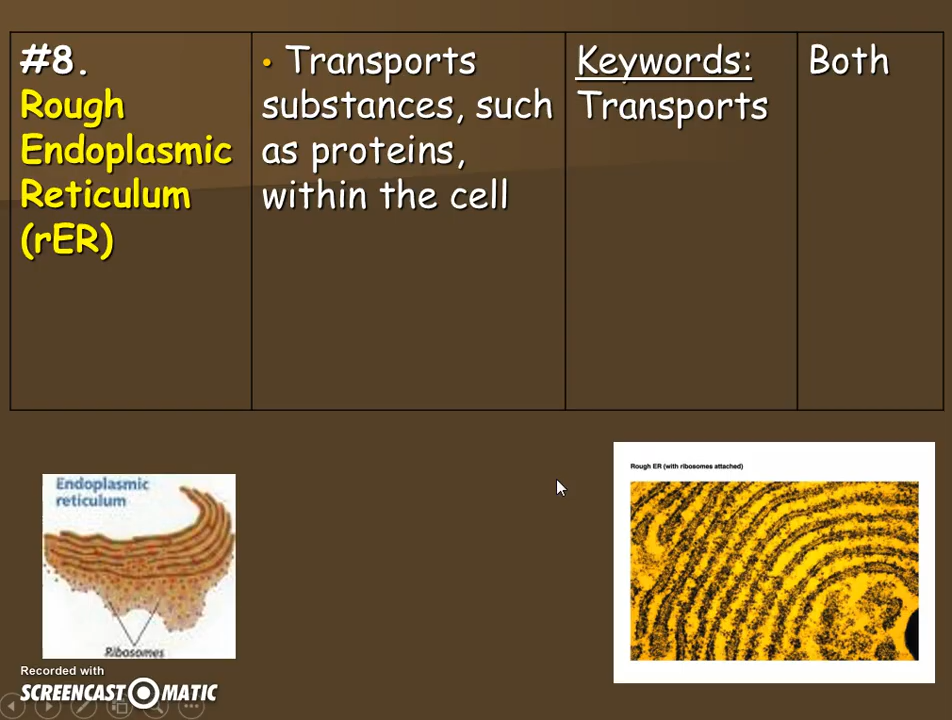 #8.
Rough
Endoplasmic
Reticulum
(rER)
• Transports
substances, such
as proteins,
within the cell
Keywords:
Transports
Both
Endoplasmic
reticulum
Ribosomes
Rough ER (with ribosomes attached)
Recorded with
SCREENCAST MATIC